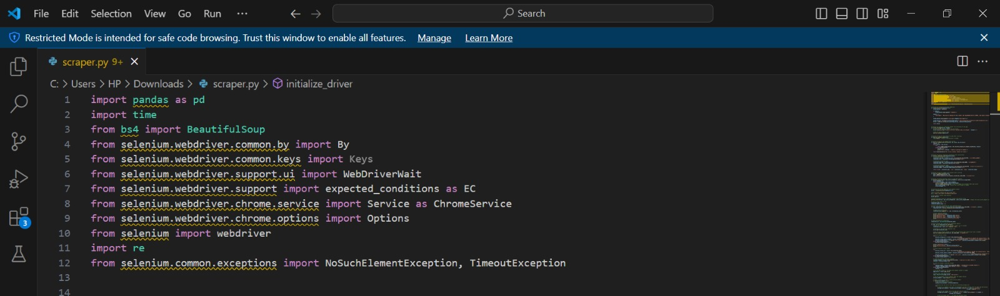 File Edit Selection View Go Run ··· Search
Restricted Mode is intended for safe code browsing. Trust this window to enable all features. Manage Learn More
scraper.py 9+
C: > Users > HP > Downloads > scraper.py > initialize_driver
1 import pandas as pd
2 import time
3 from bs4 import BeautifulSoup
4 from selenium.webdriver.common.by import By
5 from selenium.webdriver.common.keys import Keys
6 from selenium.webdriver.support.ui import WebDriverWait
7 from selenium.webdriver.support import expected_conditions as EC
8 from selenium.webdriver.chrome.service import Service as ChromeService
9 from selenium.webdriver.chrome.options import Options
10 from selenium import webdriver
11 import re
12 from selenium.common.exceptions import NoSuchElementException, TimeoutException
13
14
3